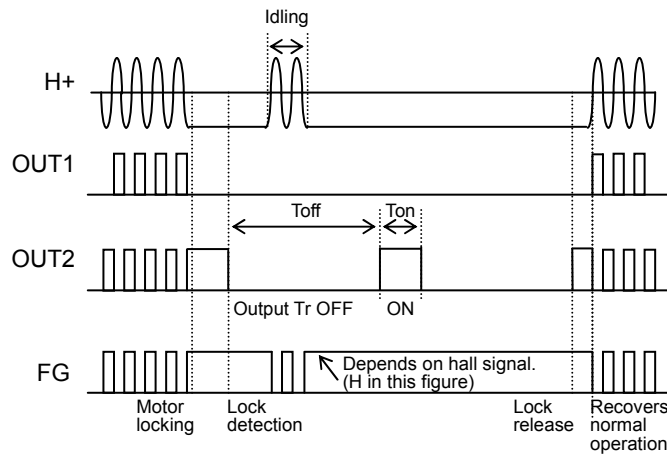 Idling
H+
OUT1
Toff
Ton
OUT2
Output Tr OFF
ON
FG
Depends on hall signal.
(H in this figure)
Motor
locking
Lock
detection
Lock
release
Recovers
normal
operation